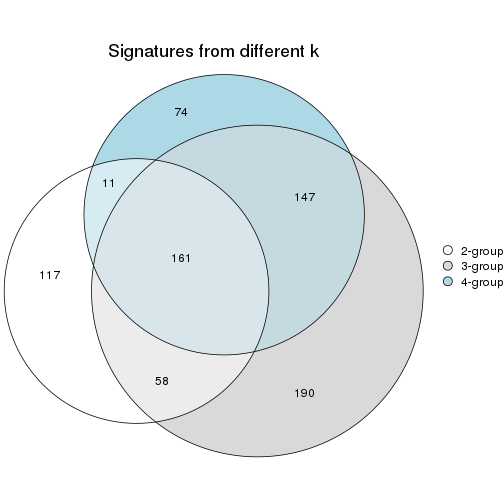 Signatures from different k
74
11
147
161
117
58
190
2-group
3-group
4-group